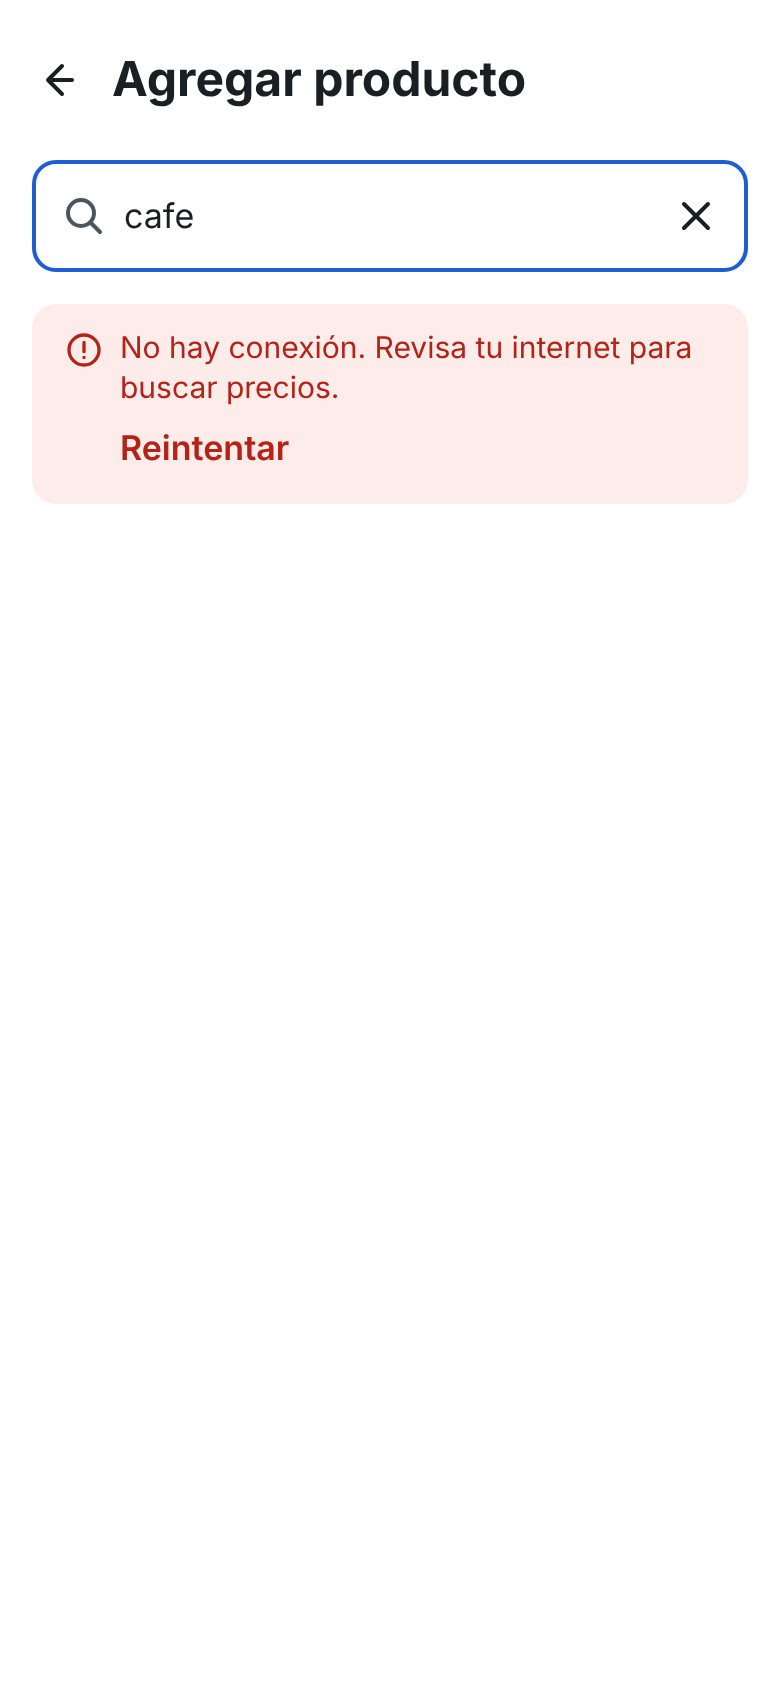 Agregar producto
cafe
No hay conexión. Revisa tu internet para
buscar precios.
Reintentar